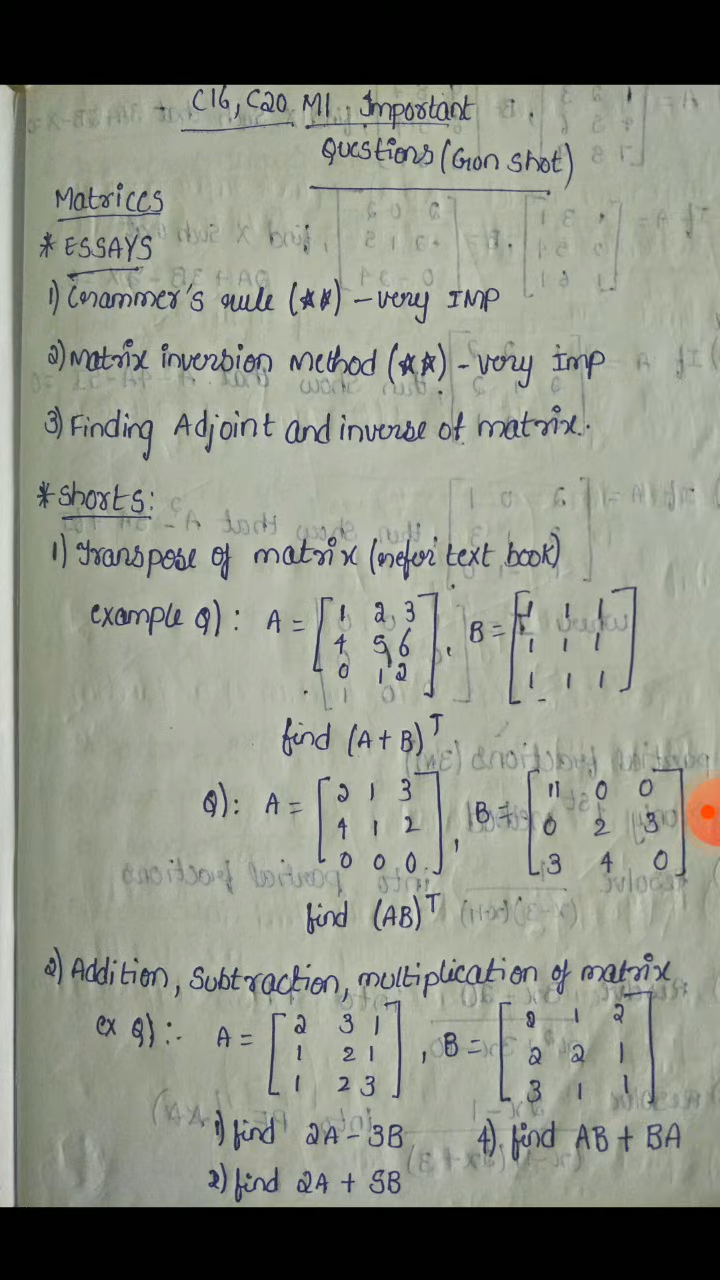 C16, C20 M1 Important
Questions (Gon shot)
Matrices
* ESSAYS
1) Crammer's rule (**) - very IMP
2) Matrix inversion method (**) - very imp
3) Finding Adjoint and inverse of matrix.
* shorts:
1) Transpose of matrix (refer text book)
example Q): A = [1 2 3
4 5 6
0 1 2], B = [1 1 1
1 1 1
1 1 1]
find (A + B)ᵀ
Q): A = [2 1 3
4 1 2
0 0 0], B = [11 0 0
0 2 3
3 4 0]
find (AB)ᵀ
2) Addition, Subtraction, multiplication of matrix
ex Q):- A = [2 3 1
1 2 1
1 2 3], B = [2 1 2
2 2 1
3 1 1]
1) find 2A - 3B 4). find AB + BA
2) find 2A + 5B